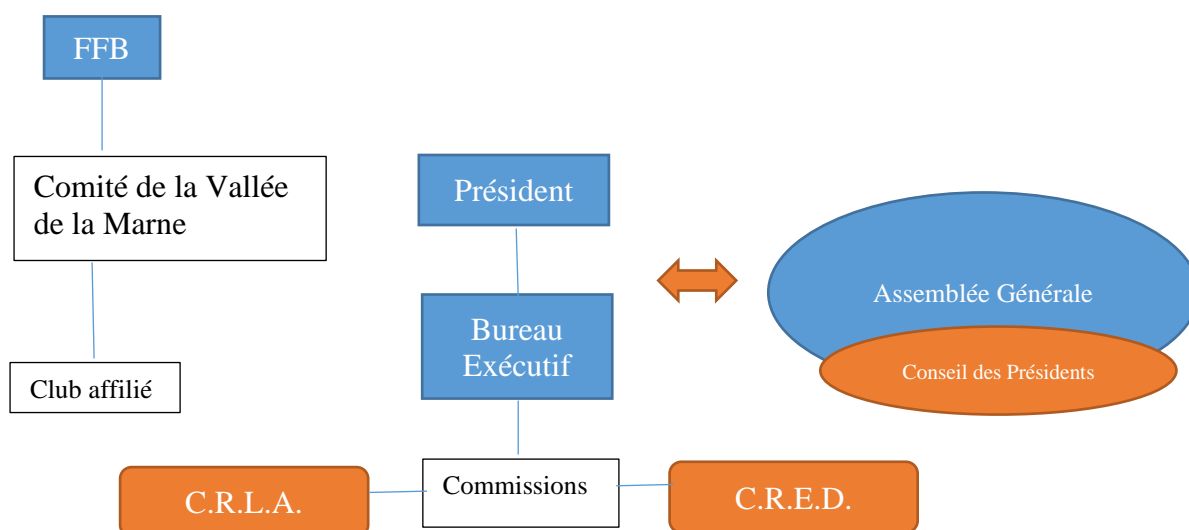 FFB
Comité de la Vallée
de la Marne
Club affilié
Président
Bureau
Exécutif
Commissions
C.R.L.A.
C.R.E.D.
Assemblée Générale
Conseil des Présidents